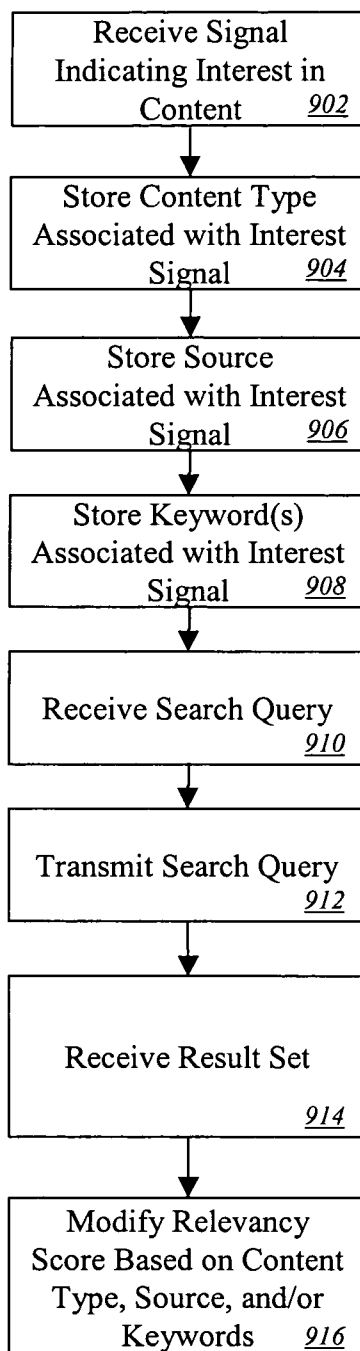 Receive Signal
Indicating Interest in
Content 902
Store Content Type
Associated with Interest
Signal 904
Store Source
Associated with Interest
Signal 906
Store Keyword(s)
Associated with Interest
Signal 908
Receive Search Query
910
Transmit Search Query
912
Receive Result Set
914
Modify Relevancy
Score Based on Content
Type, Source, and/or
Keywords 916